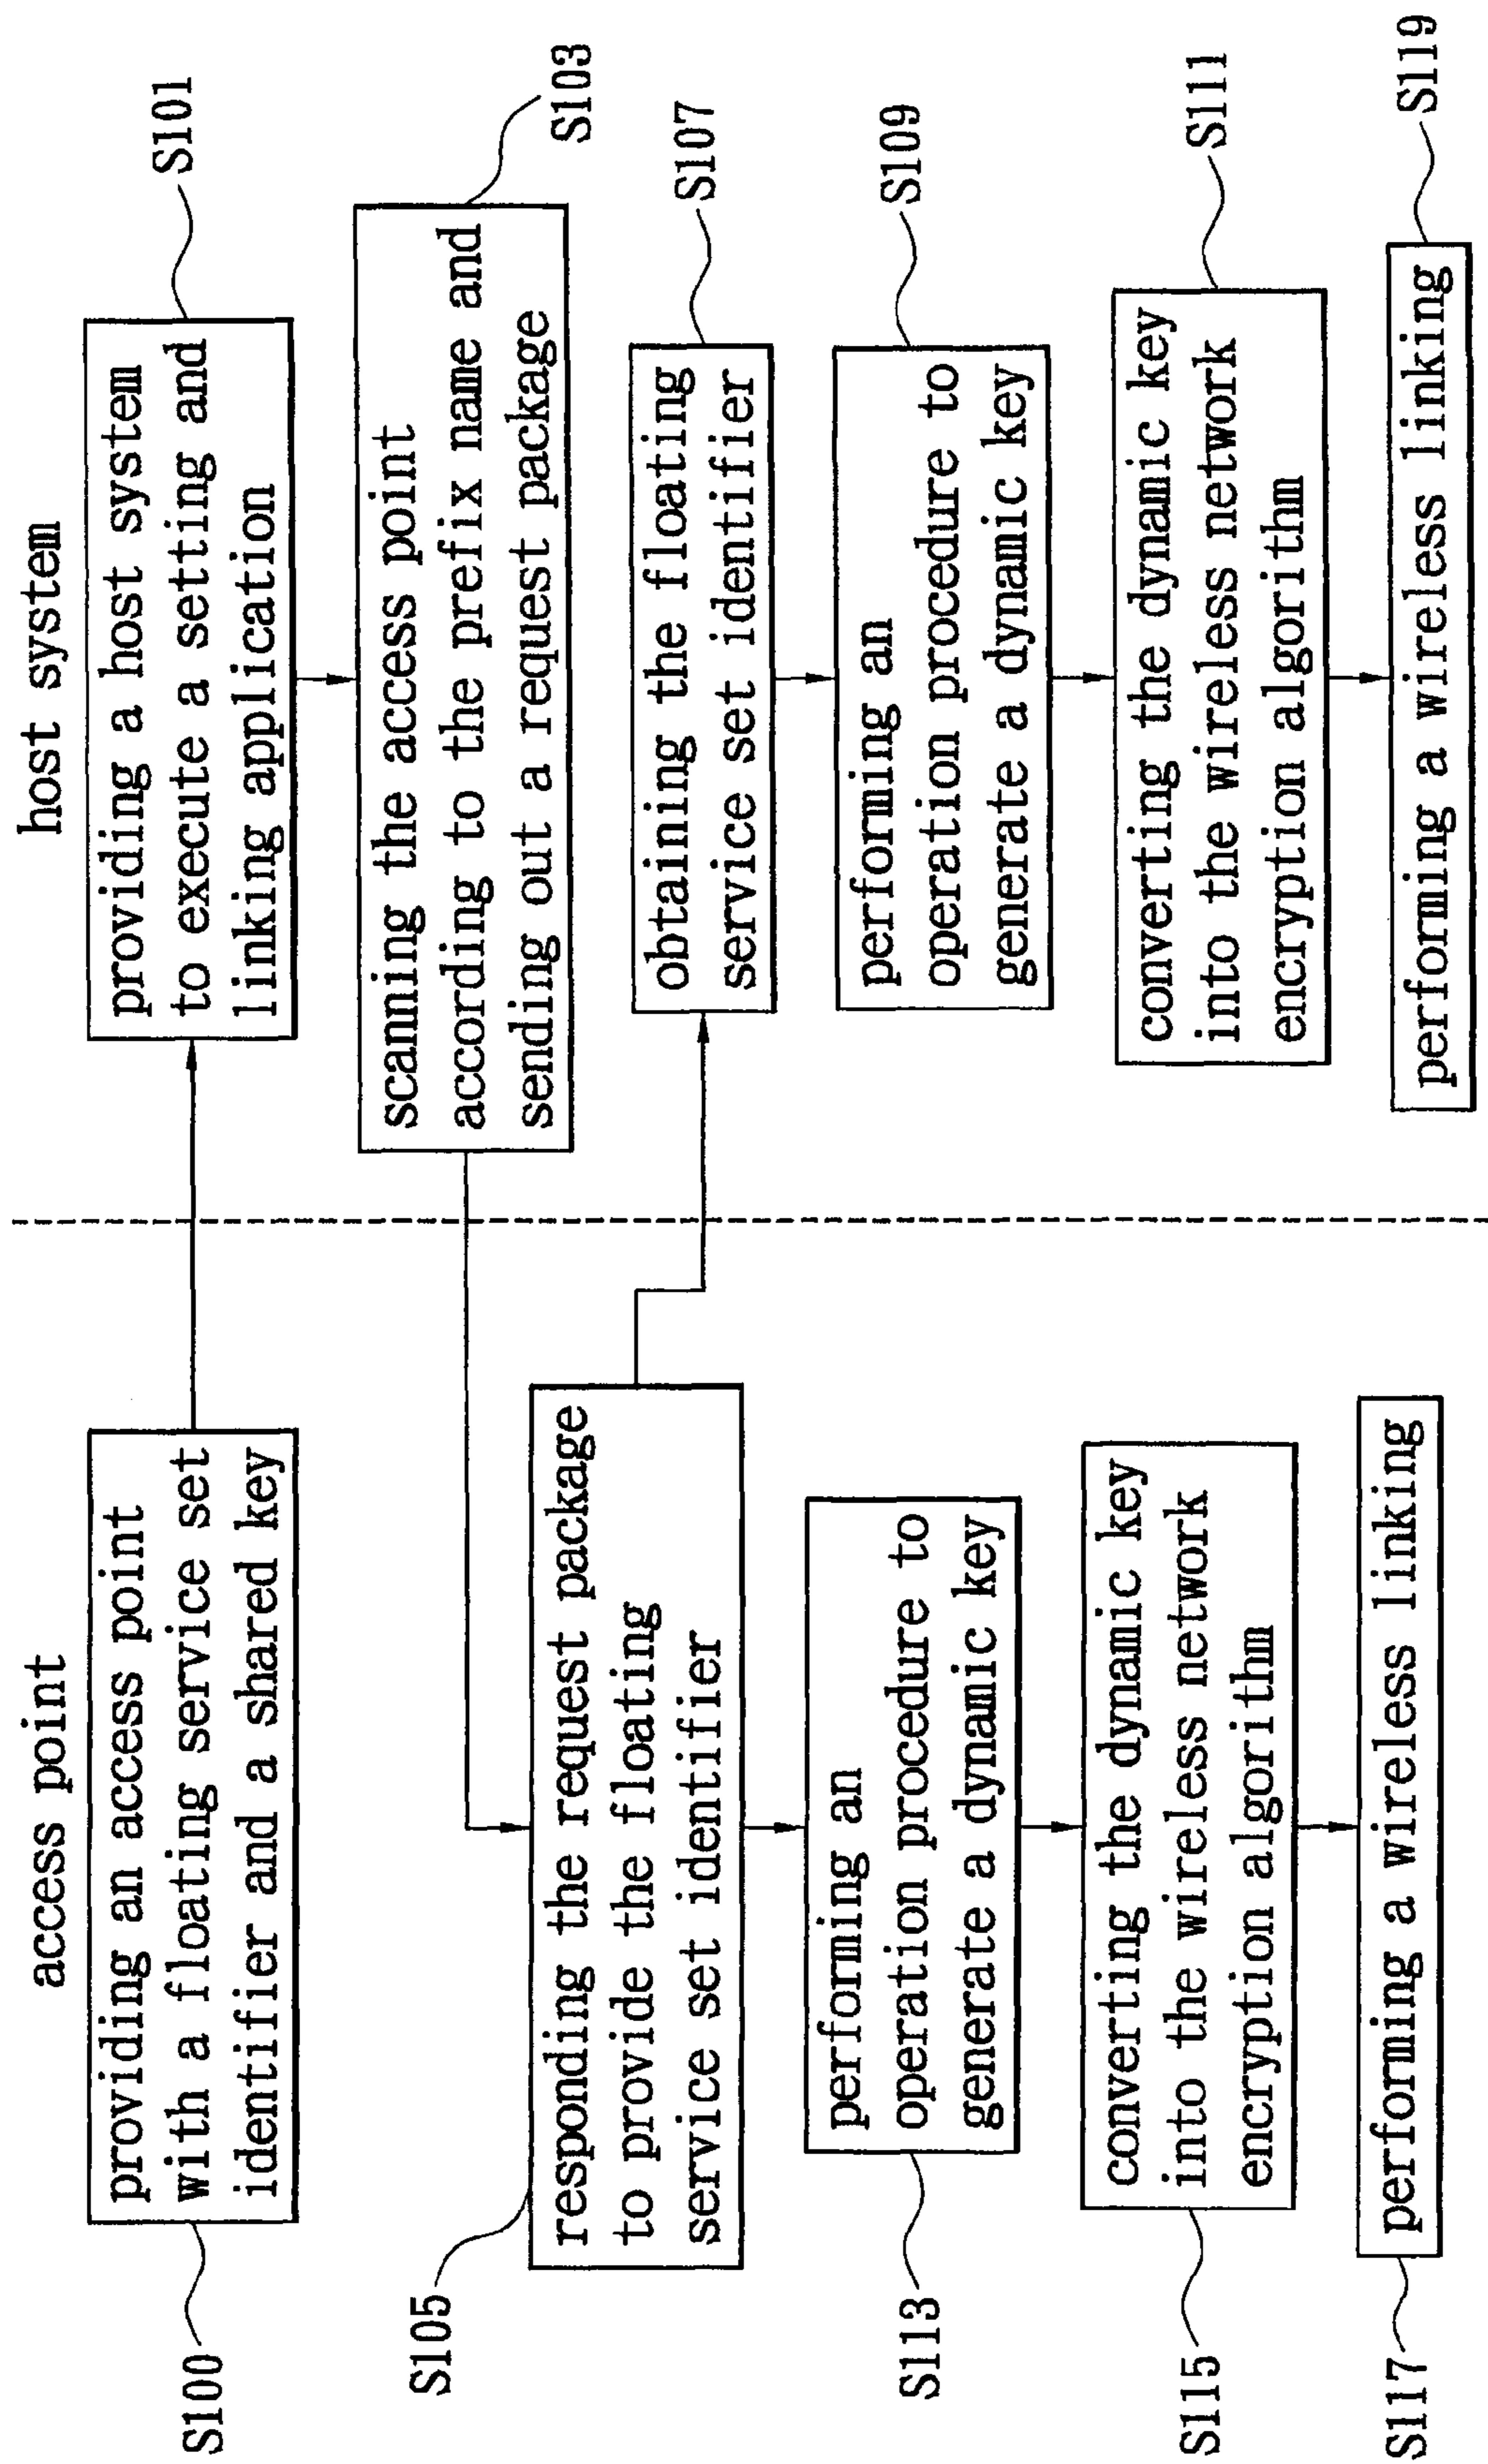 access point
host system
S100
providing an access point
with a floating service set
identifier and a shared key
providing a host system
to execute a setting and
linking application
S101
scanning the access point
according to the prefix name and
sending out a request package
S103
S105
responding the request package
to provide the floating
service set identifier
obtaining the floating
service set identifier
S107
performing an
operation procedure to
generate a dynamic key
S109
S113
performing an
operation procedure to
generate a dynamic key
converting the dynamic key
into the wireless network
encryption algorithm
S111
S115
converting the dynamic key
into the wireless network
encryption algorithm
performing a wireless linking
S119
S117
performing a wireless linking